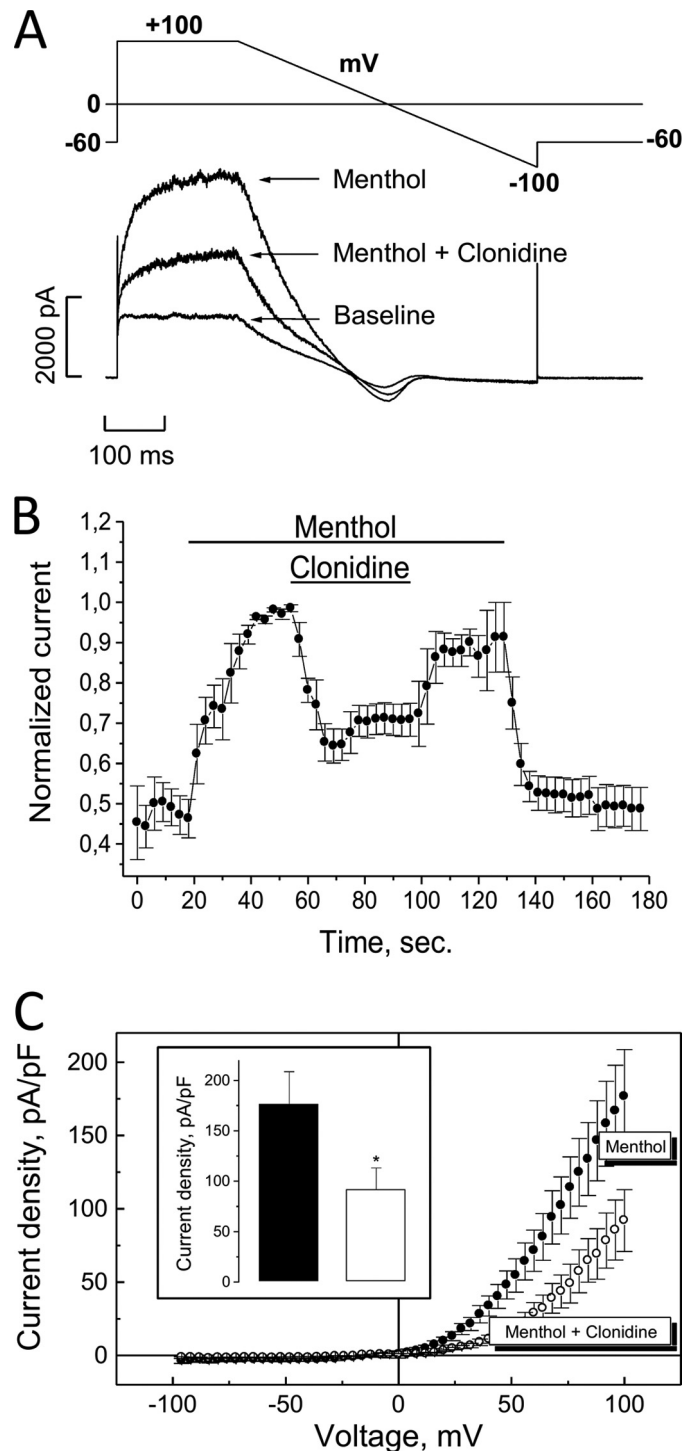 A
+100
mV
0
-60
-60
-100
Menthol
Menthol + Clonidine
Baseline
2000 pA
100 ms
B
1,2
1,1
1,0
0,9
0,8
0,7
0,6
0,5
0,4
Normalized current
Menthol
Clonidine
0 20 40 60 80 100 120 140 160 180
Time, sec.
C
200
150
100
50
0
Current density, pA/pF
200
150
100
50
0
Current density, pA/pF
*
Menthol
Menthol + Clonidine
-100 -50 0 50 100
Voltage, mV